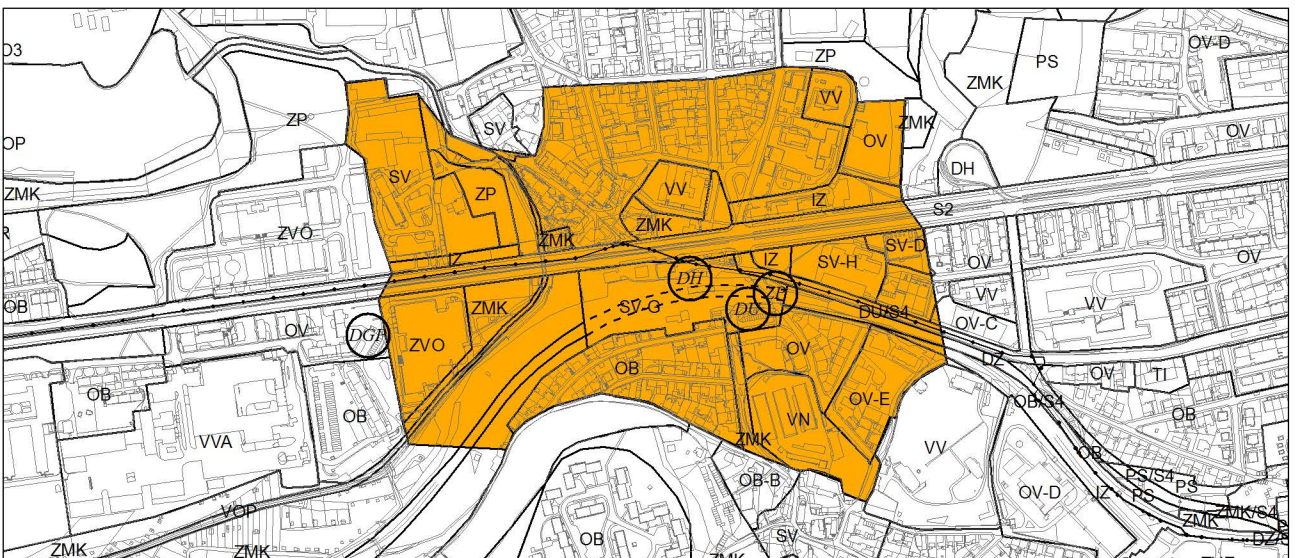 OV-D
PS
ZP
ZMK
ZP
VV
SV
OV
ZMK
OV
OP
DH
SV
VV
ZMK
ZP
IZ
S2
ZMK
ZVO
ZMK
IZ
IZ
SV-D
SV-H
OV
OV
DH
VV
VV
OB
SV-G
ZD
DU
DU/S4
OV-C
OV
ZMK
ZVO
OV
DZ
OV
TI
OB
OB
OV-E
OB/S4
OB
OB
VVA
VN
ZMK
VV
OB
PS/S4
OV-D
IZ
PS
PS
OB-B
VOP
ZMK/S4
ZMK
SV
OB
ZMK
ZMK
ZMK